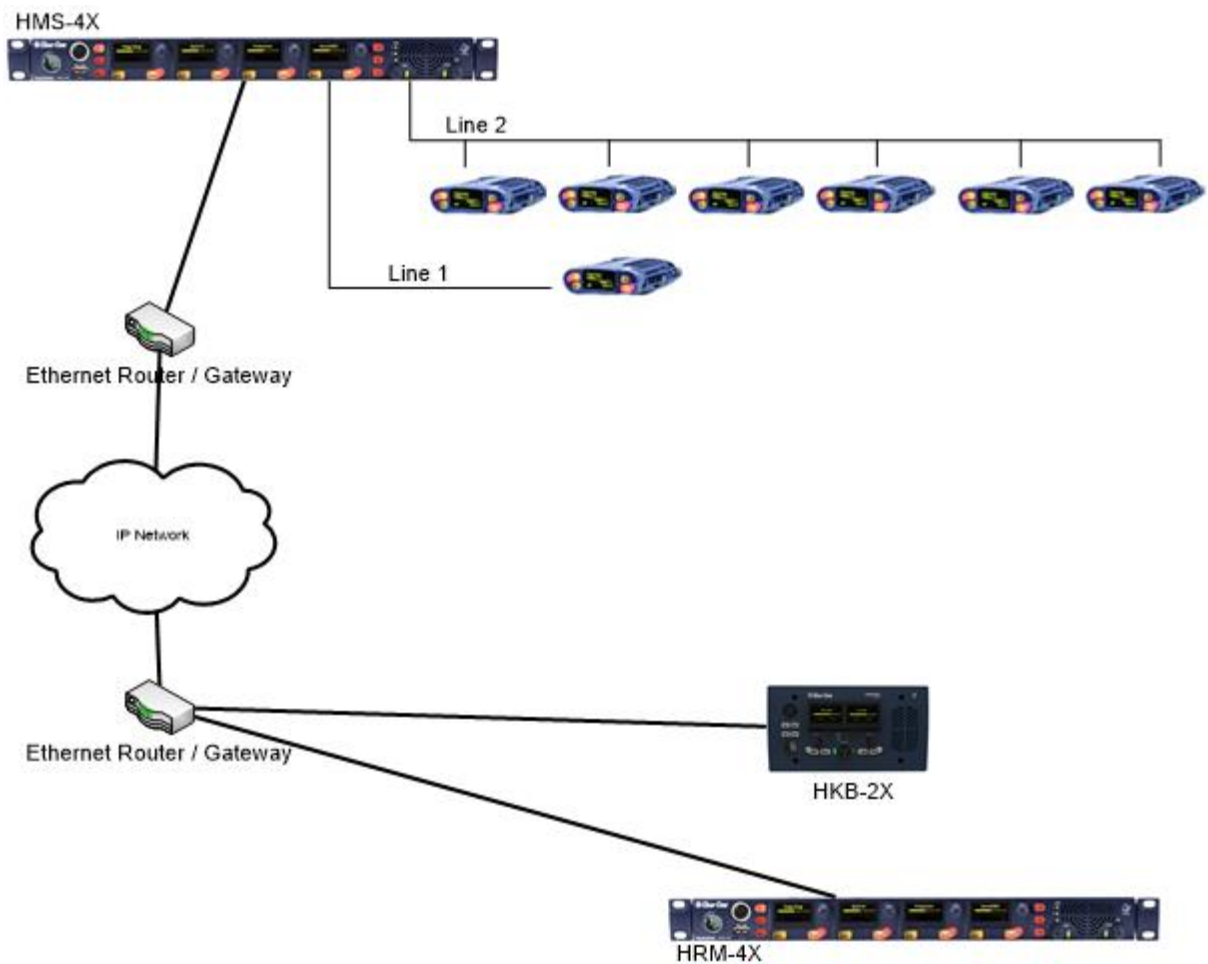 HMS-4X
Line 2
Line 1
Ethernet Router / Gateway
IP Network
Ethernet Router / Gateway
HKB-2X
HRM-4X